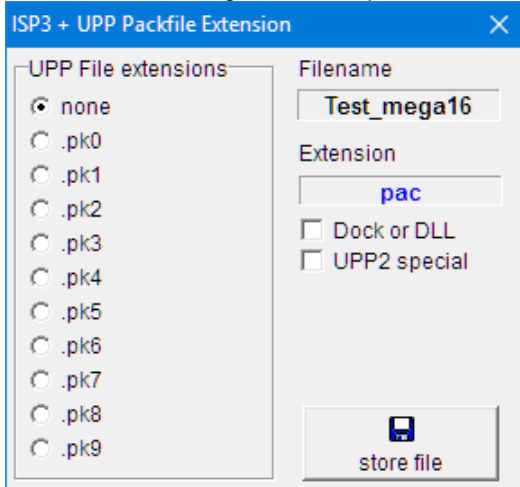 ISP3 + UPP Packfile Extension
UPP File extensions
none
.pk0
.pk1
.pk2
.pk3
.pk4
.pk5
.pk6
.pk7
.pk8
.pk9
Filename
Test_mega16
Extension
pac
Dock or DLL
UPP2 special
store file